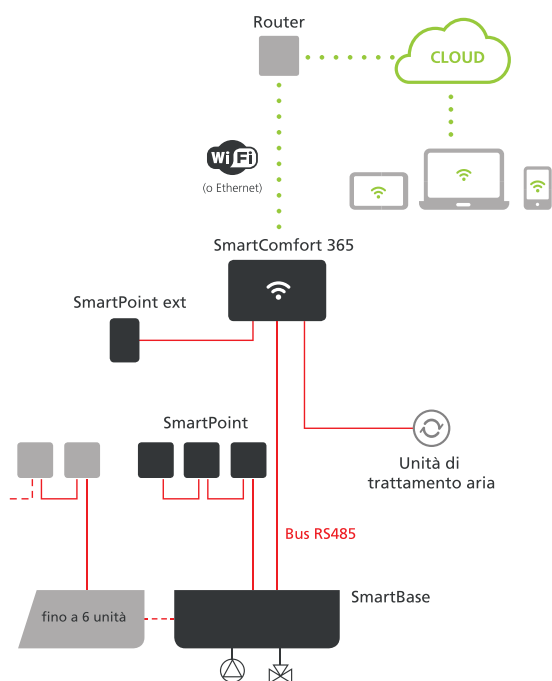 Router
CLOUD
WiFi
(o Ethernet)
SmartComfort 365
SmartPoint ext
SmartPoint
Unità di
trattamento aria
Bus RS485
SmartBase
fino a 6 unità